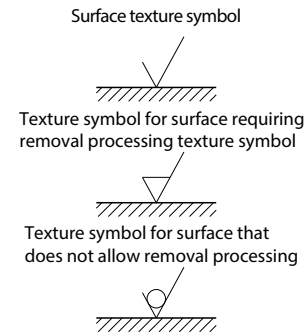 Surface texture symbol
Texture symbol for surface requiring
removal processing texture symbol
Texture symbol for surface that
does not allow removal processing